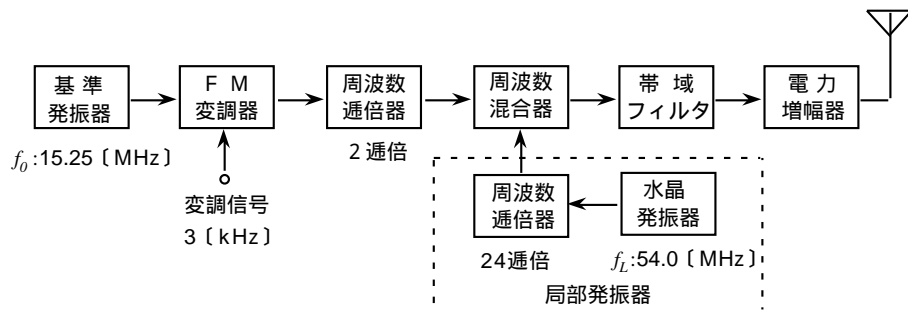 基準
発振器
FM
変調器
周波数
逓倍器
周波数
混合器
帯域
フィルタ
電力
増幅器
f0:15.25〔MHz〕
2逓倍
変調信号
3〔kHz〕
周波数
逓倍器
水晶
発振器
24逓倍
fL:54.0〔MHz〕
局部発振器